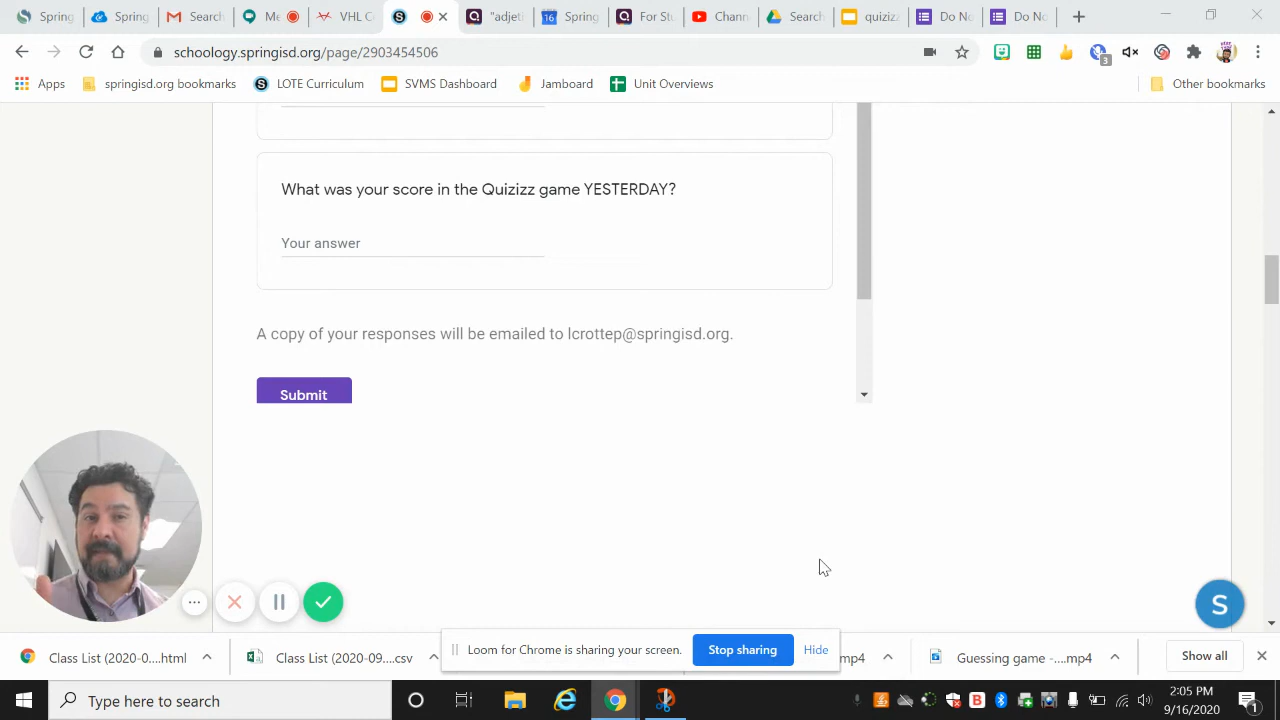 Spring
Spring
Search
Me
VHL C
"adjet
Spring
For St
Search
quizizz
Do No
Do No
schoology.springisd.org/page/2903454506
3
Apps
springisd.org bookmarks
LOTE Curriculum
SVMS Dashboard
Jamboard
Unit Overviews
Other bookmarks
What was your score in the Quizizz game YESTERDAY?
Your answer
A copy of your responses will be emailed to lcrottep@springisd.org.
Submit
S
Loom for Chrome is sharing your screen.
Stop sharing
Hide
Class List (2020-0....html
Class List (2020-09....csv
mp4
Guessing game -....mp4
Show all
Type here to search
2:05 PM
9/16/2020
1